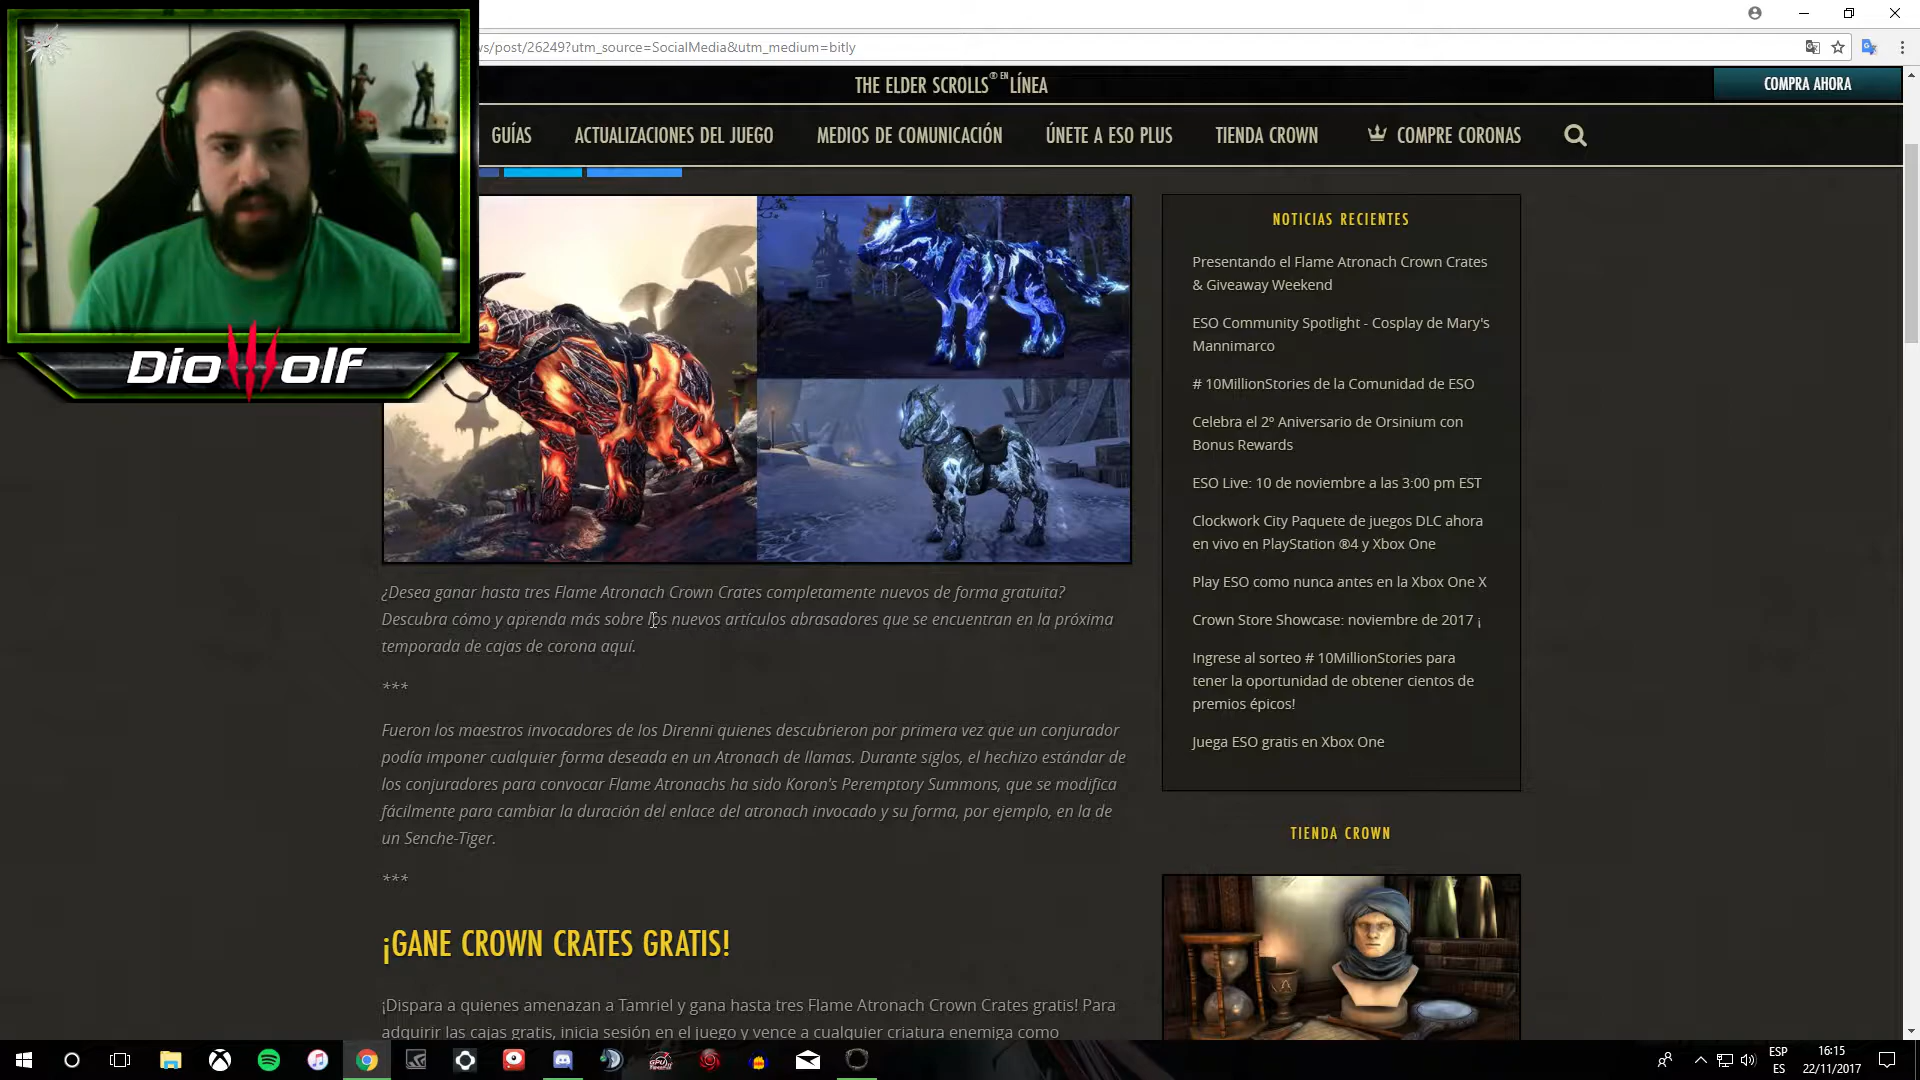 ws/post/26249?utm_source=SocialMedia&utm_medium=bitly
THE ELDER SCROLLS® EN LÍNEA
COMPRA AHORA
GUÍAS
ACTUALIZACIONES DEL JUEGO
MEDIOS DE COMUNICACIÓN
ÚNETE A ESO PLUS
TIENDA CROWN
COMPRE CORONAS
Dio Wolf
¿Desea ganar hasta tres Flame Atronach Crown Crates completamente nuevos de forma gratuita?
Descubra cómo y aprenda más sobre los nuevos artículos abrasadores que se encuentran en la próxima
temporada de cajas de corona aquí.
***
Fueron los maestros invocadores de los Direnni quienes descubrieron por primera vez que un conjurador
podía imponer cualquier forma deseada en un Atronach de llamas. Durante siglos, el hechizo estándar de
los conjuradores para convocar Flame Atronachs ha sido Koron's Peremptory Summons, que se modifica
fácilmente para cambiar la duración del enlace del atronach invocado y su forma, por ejemplo, en la de
un Senche-Tiger.
***
¡GANE CROWN CRATES GRATIS!
¡Dispara a quienes amenazan a Tamriel y gana hasta tres Flame Atronach Crown Crates gratis! Para
adquirir las cajas gratis, inicia sesión en el juego y vence a cualquier criatura enemiga como
NOTICIAS RECIENTES
Presentando el Flame Atronach Crown Crates
& Giveaway Weekend
ESO Community Spotlight - Cosplay de Mary's
Mannimarco
# 10MillionStories de la Comunidad de ESO
Celebra el 2º Aniversario de Orsinium con
Bonus Rewards
ESO Live: 10 de noviembre a las 3:00 pm EST
Clockwork City Paquete de juegos DLC ahora
en vivo en PlayStation ®4 y Xbox One
Play ESO como nunca antes en la Xbox One X
Crown Store Showcase: noviembre de 2017 ¡
Ingrese al sorteo # 10MillionStories para
tener la oportunidad de obtener cientos de
premios épicos!
Juega ESO gratis en Xbox One
TIENDA CROWN
ESP
ES
16:15
22/11/2017